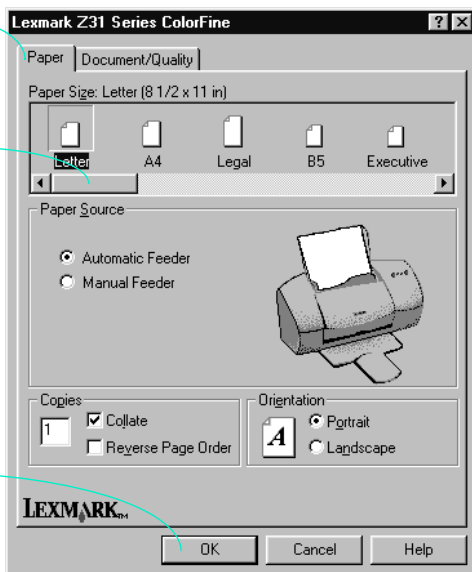 Lexmark Z31 Series ColorFine
Paper Document/Quality
Paper Size: Letter (8 1/2 x 11 in)
Letter A4 Legal B5 Executive
Paper Source
Automatic Feeder
Manual Feeder
Copies
1 Collate
Reverse Page Order
Orientation
A Portrait
Landscape
LEXMARK™
OK Cancel Help